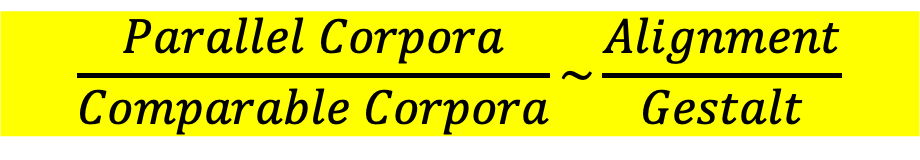 Parallel Corpora
Comparable Corpora
~
Alignment
Gestalt